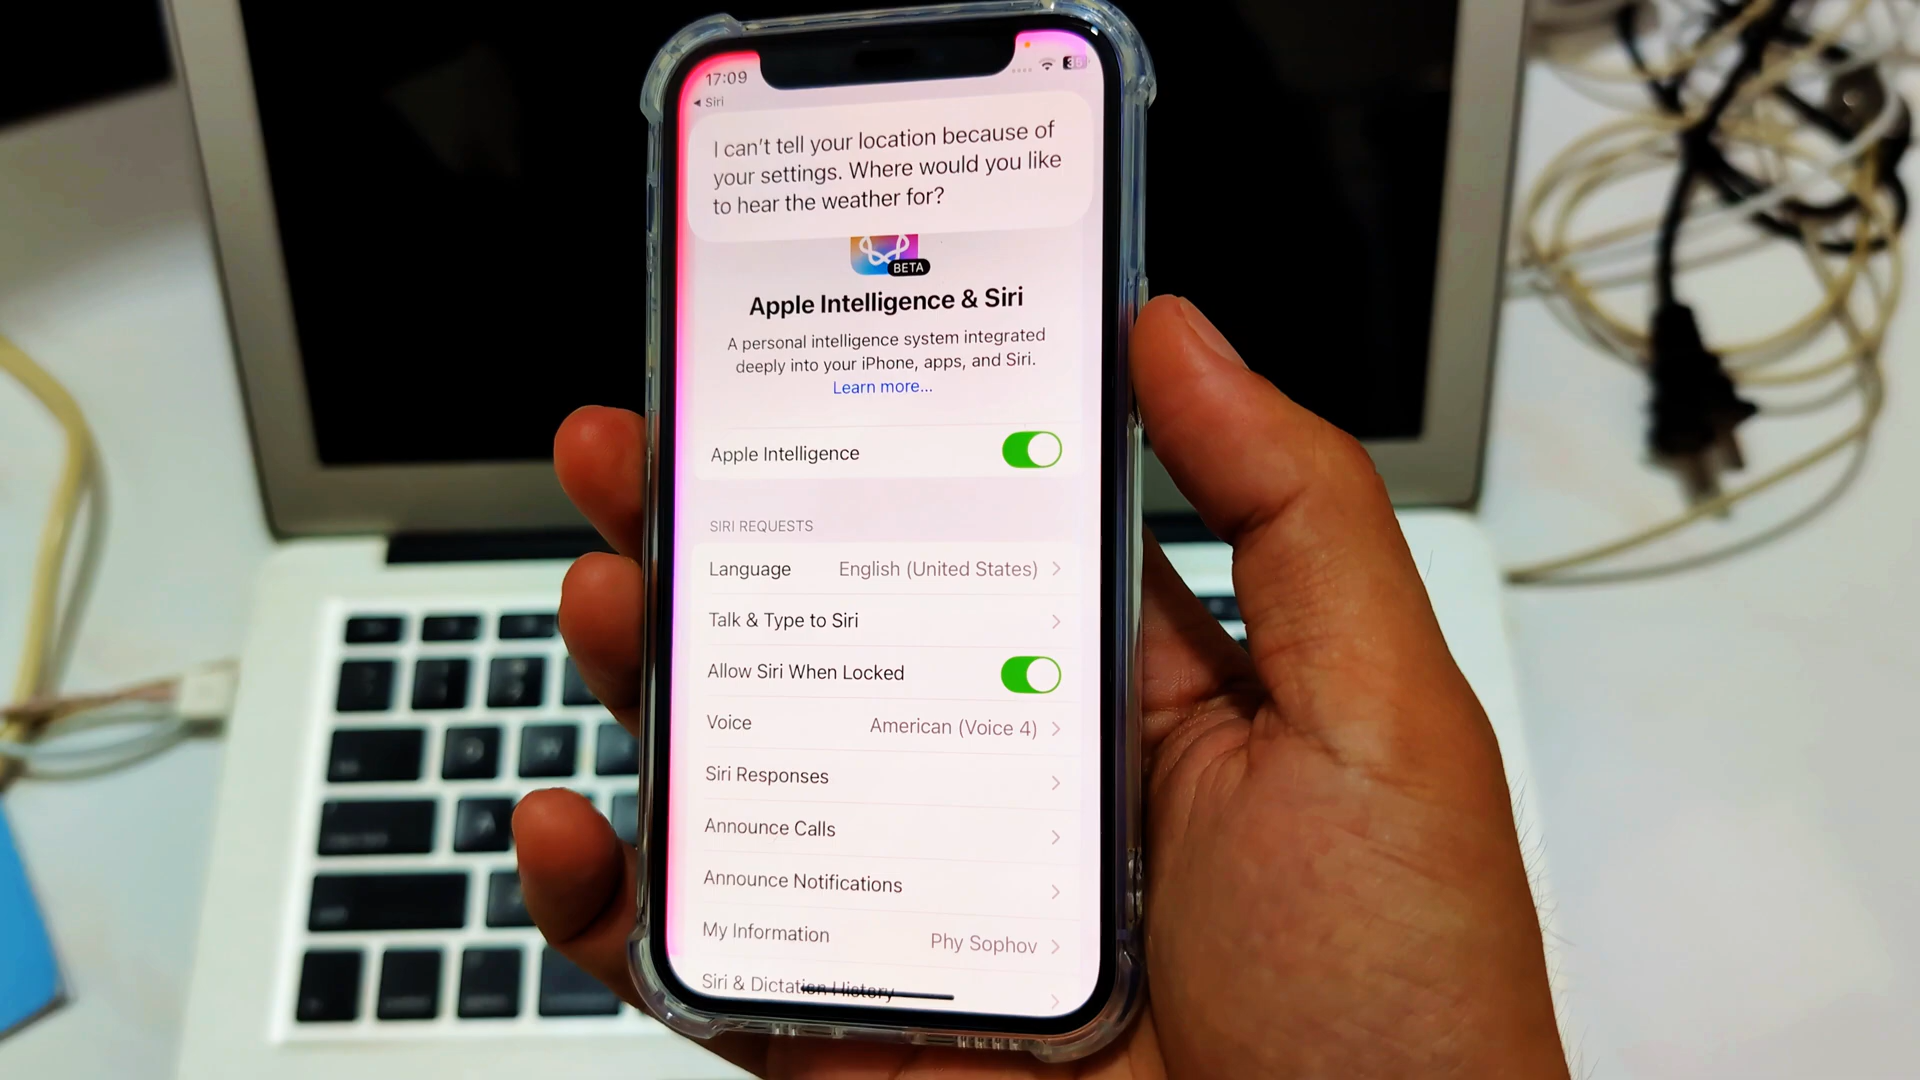 17:09
35
◀ Siri
I can't tell your location because of
your settings. Where would you like
to hear the weather for?
BETA
Apple Intelligence & Siri
A personal intelligence system integrated
deeply into your iPhone, apps, and Siri.
Learn more...
Apple Intelligence
SIRI REQUESTS
Language English (United States)
Talk & Type to Siri
Allow Siri When Locked
Voice American (Voice 4)
Siri Responses
Announce Calls
Announce Notifications
My Information Phy Sophov
Siri & Dictation History
Q
W
A